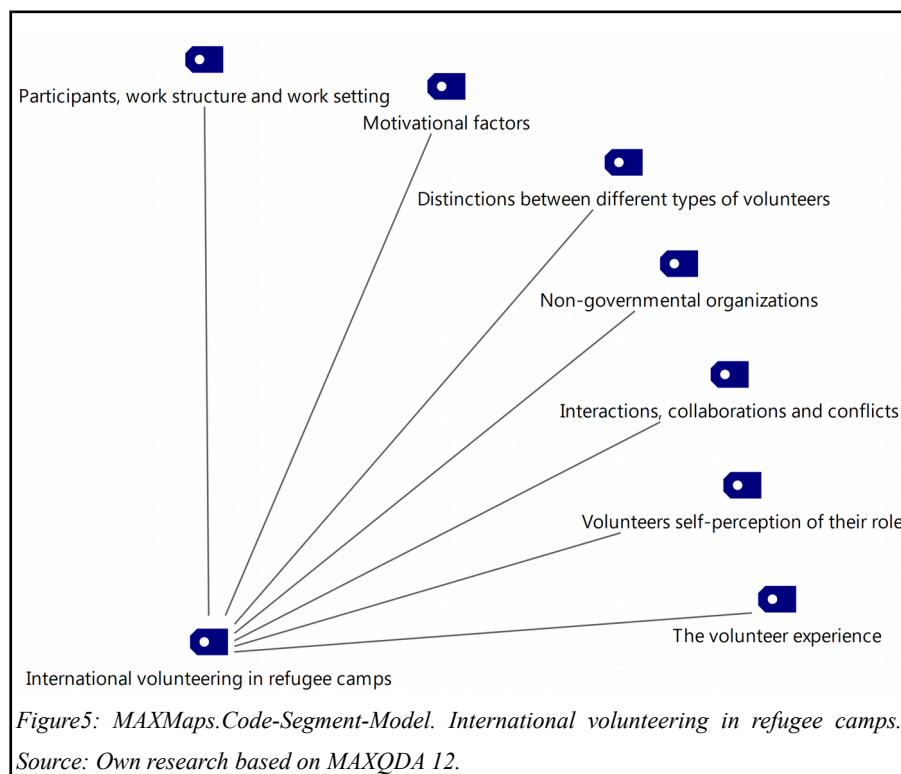 Participants, work structure and work setting
Motivational factors
Distinctions between different types of volunteers
Non-governmental organizations
Interactions, collaborations and conflicts
Volunteers self-perception of their role
The volunteer experience
International volunteering in refugee camps
Figure5: MAXMaps.Code-Segment-Model. International volunteering in refugee camps.
Source: Own research based on MAXQDA 12.